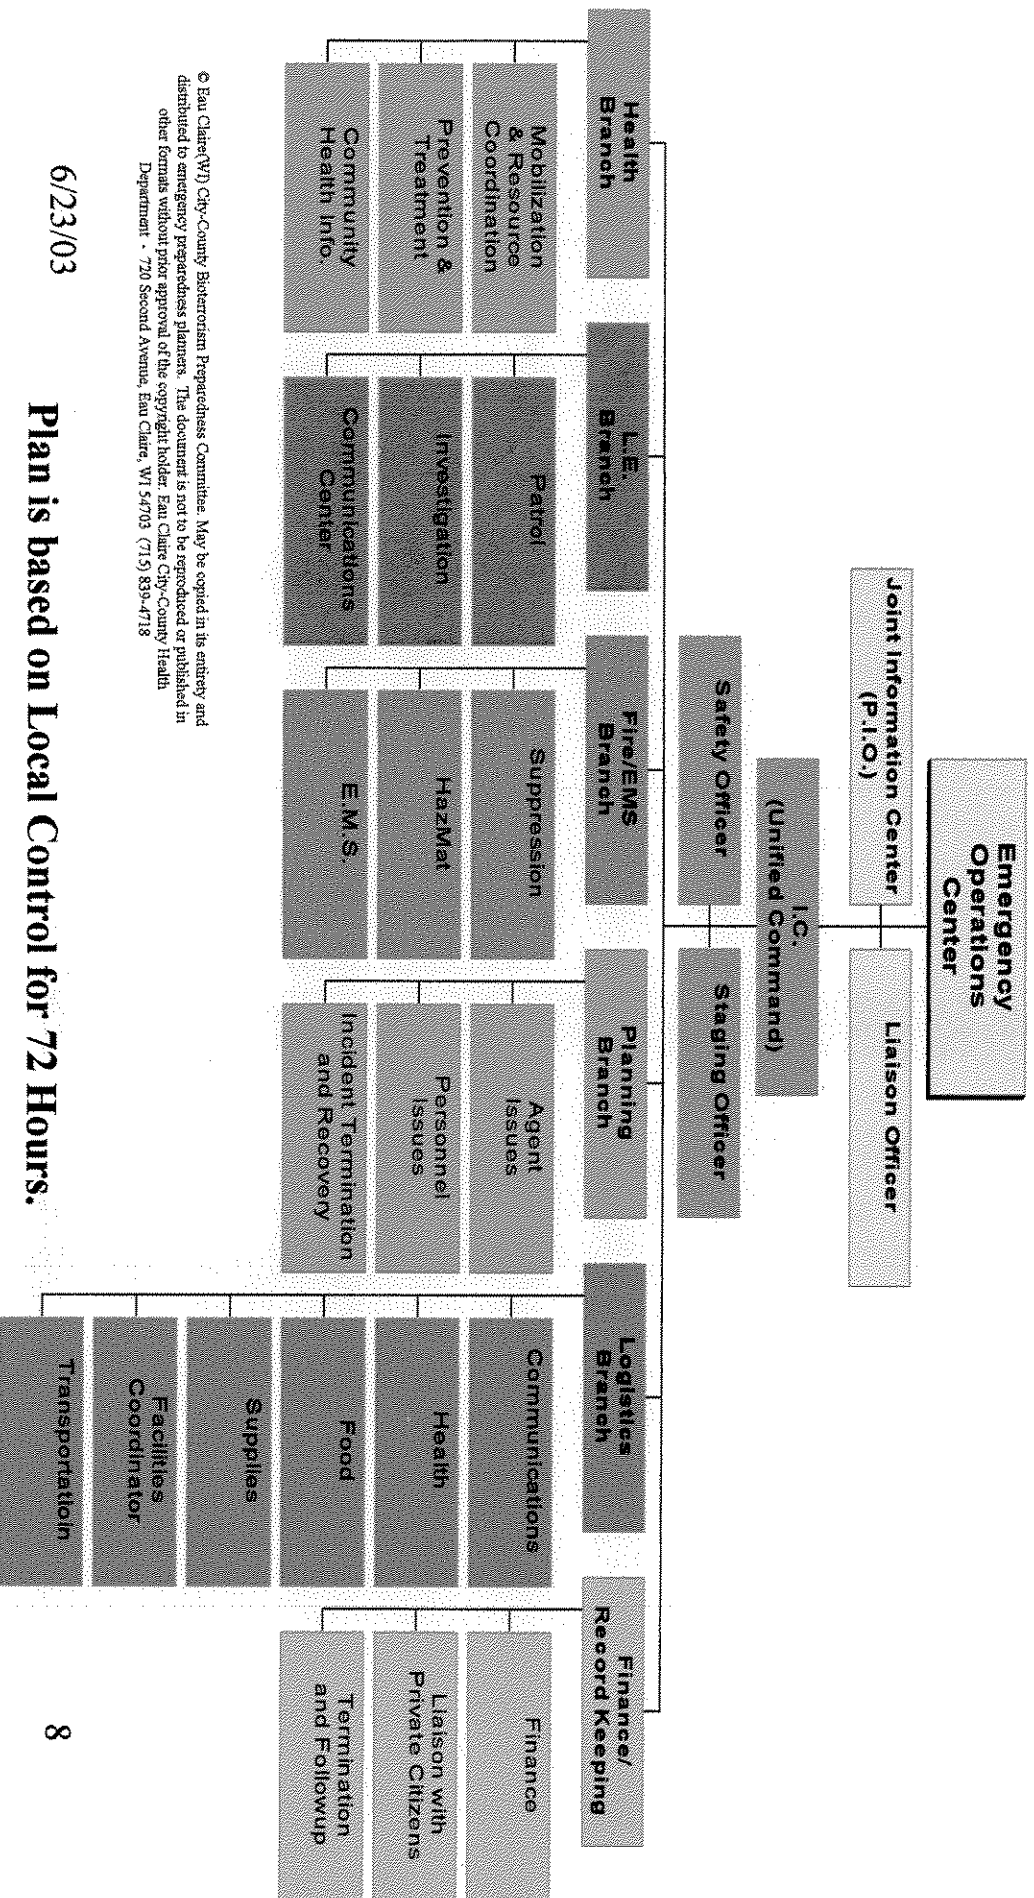 Emergency
Operations
Center
Joint Information Center
(P.I.O.)
Liaison Officer
I.C.
(Unified Command)
Safety Officer
Staging Officer
Health
Branch
Mobilization
& Resource
Coordination
Prevention &
Treatment
Community
Health Info.
L.E.
Branch
Patrol
Investigation
Communications
Center
Fire/EMS
Branch
Suppression
HazMat
E.M.S.
Planning
Branch
Agent
Issues
Personnel
Issues
Incident Termination
and Recovery
Logistics
Branch
Communications
Health
Food
Supplies
Facilities
Coordinator
Transportatioin
Finance/
Record Keeping
Finance
Liaison with
Private Citizens
Termination
and Followup
© Eau Claire(WI) City-County Bioterrorism Preparedness Committee. May be copied in its entirety and
distributed to emergency preparedness planners. The document is not to be reproduced or published in
other formats without prior approval of the copyright holder. Eau Claire City-County Health
Department • 720 Second Avenue, Eau Claire, WI 54703 (715) 839-4718
6/23/03
Plan is based on Local Control for 72 Hours.
8